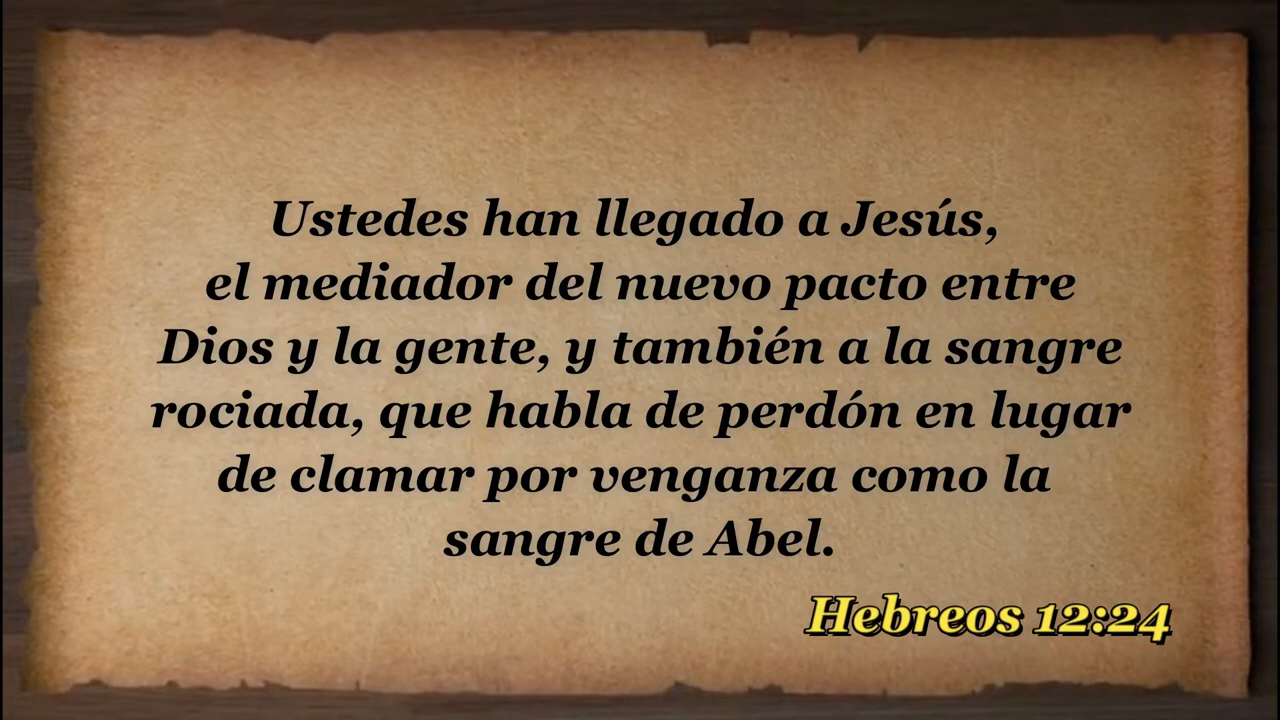 Ustedes han llegado a Jesús,
el mediador del nuevo pacto entre
Dios y la gente, y también a la sangre
rociada, que habla de perdón en lugar
de clamar por venganza como la
sangre de Abel.
Hebreos 12:24